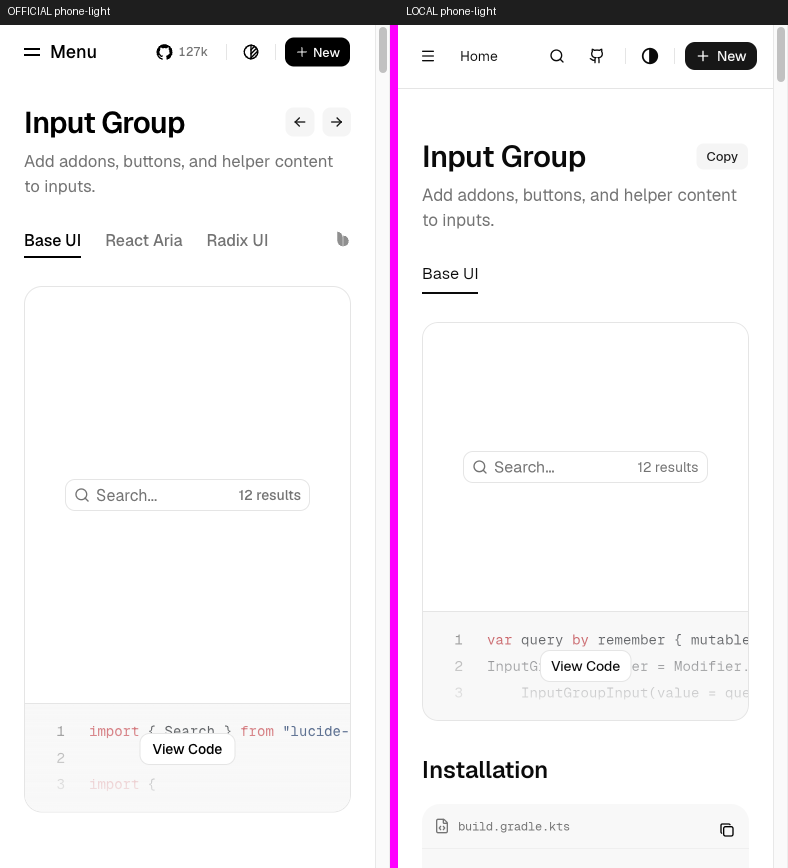 OFFICIAL phone-light
Menu
127k
New
Input Group
Add addons, buttons, and helper content
to inputs.
Base UI React Aria Radix UI
Search...
12 results
1 import { Search } from "lucide-
2
View Code
3 import {
LOCAL phone-light
Home
New
Input Group
Copy
Add addons, buttons, and helper content
to inputs.
Base UI
Search...
12 results
1 var query by remember { mutable
2 InputG
View Code
er = Modifier.
3 InputGroupInput(value = que
Installation
build.gradle.kts